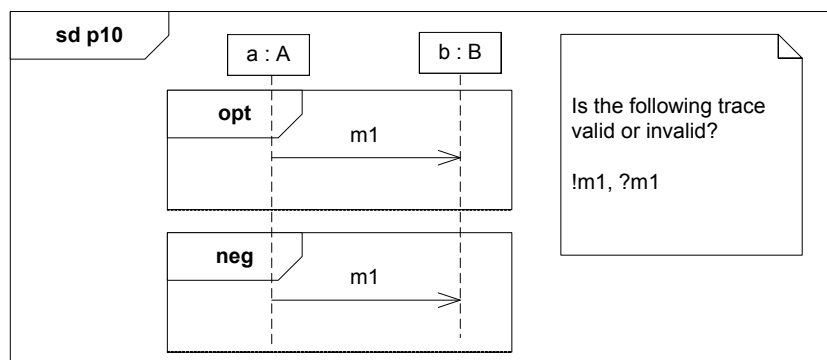 sd p10
a : A
b : B
opt
m1
neg
m1
Is the following trace
valid or invalid?
!m1, ?m1